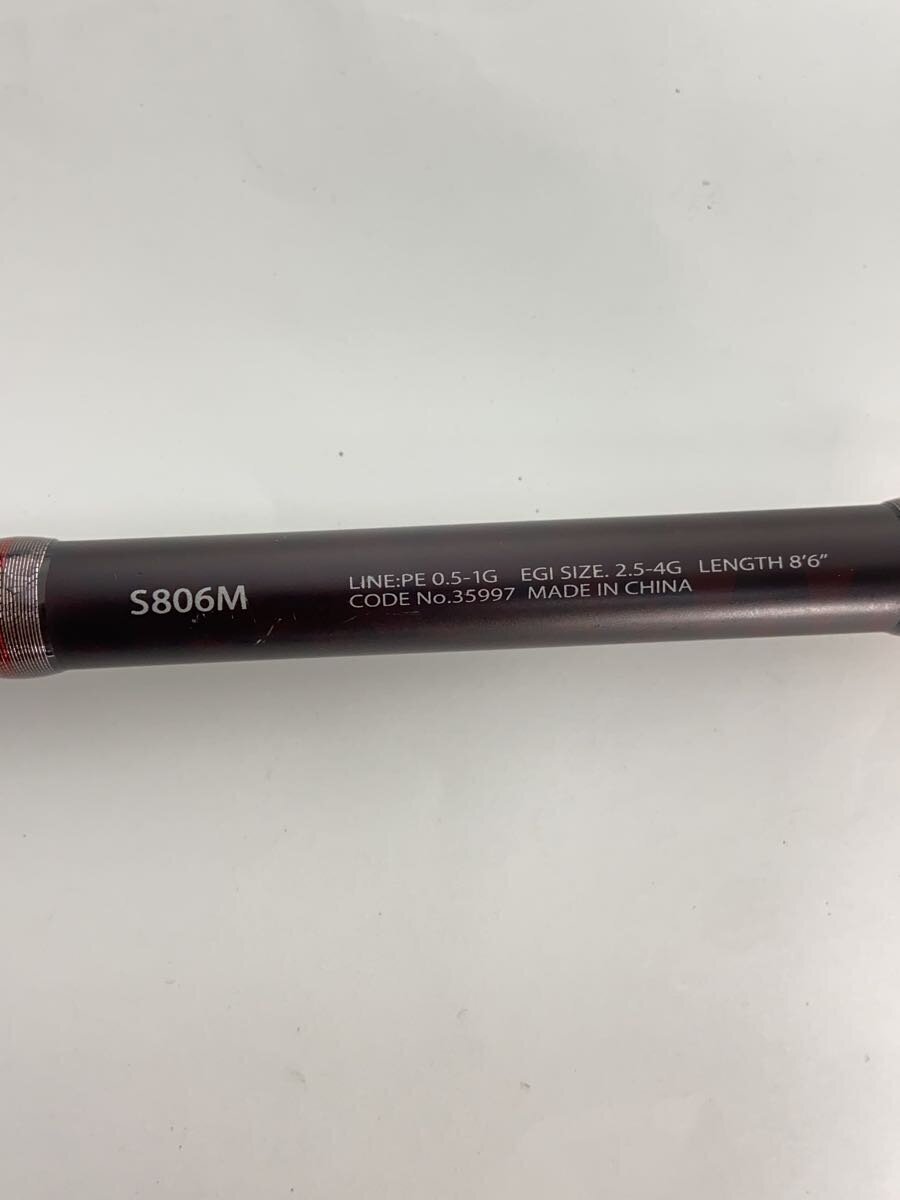 S806M
LINE:PE 0.5-1G EGI SIZE. 2.5-4G LENGTH 8'6"
CODE No.35997 MADE IN CHINA